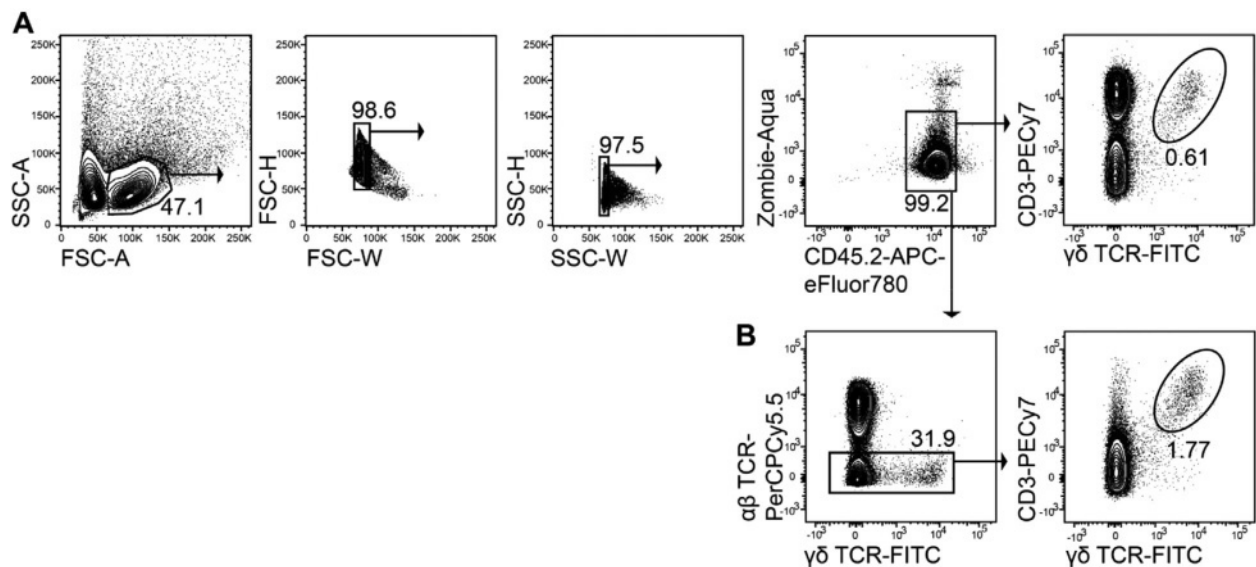 A
SSC-A
250K
200K
150K
100K
50K
0
47.1
0 50K 100K 150K 200K 250K
FSC-A
FSC-H
250K
200K
150K
100K
50K
0
98.6
0 50K 100K 150K 200K 250K
FSC-W
SSC-H
250K
200K
150K
100K
50K
0
97.5
0 50K 100K 150K 200K 250K
SSC-W
Zombie-Aqua
10⁵
10⁴
10³
0
-10³
99.2
-10³ 0 10³ 10⁴ 10⁵
CD45.2-APC-
eFluor780
CD3-PECy7
10⁵
10⁴
10³
0
-10³
0.61
-10³ 0 10³ 10⁴ 10⁵
γδ TCR-FITC
B
αβ TCR-
PerCPCy5.5
10⁵
10⁴
10³
0
-10³
31.9
-10³ 0 10³ 10⁴ 10⁵
γδ TCR-FITC
CD3-PECy7
10⁵
10⁴
10³
0
-10³
1.77
-10³ 0 10³ 10⁴ 10⁵
γδ TCR-FITC